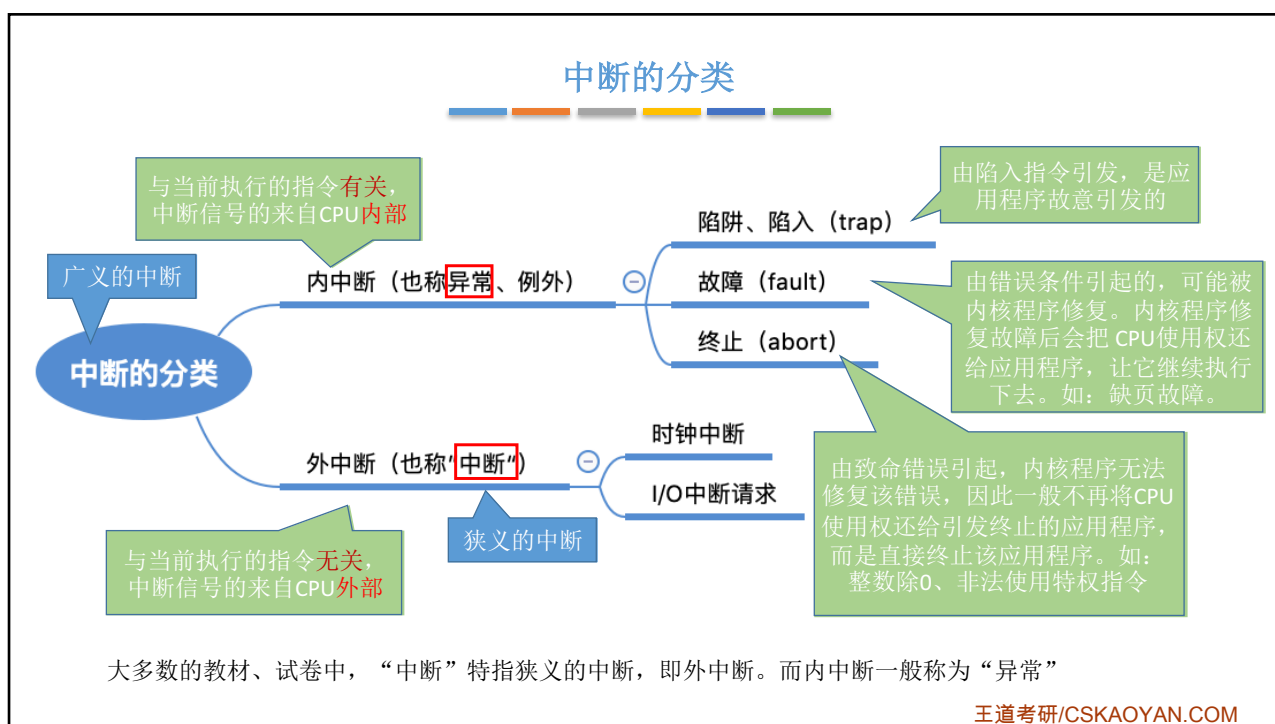 中断的分类
与当前执行的指令有关，
中断信号的来自CPU内部
由陷入指令引发，是应
用程序故意引发的
陷阱、陷入（trap）
广义的中断
内中断（也称异常、例外）
故障（fault）
由错误条件引起的，可能被
内核程序修复。内核程序修
复故障后会把 CPU使用权还
给应用程序，让它继续执行
下去。如：缺页故障。
终止（abort）
中断的分类
时钟中断
外中断（也称“中断”）
I/O中断请求
由致命错误引起，内核程序无法
修复该错误，因此一般不再将CPU
使用权还给引发终止的应用程序，
而是直接终止该应用程序。如：
整数除0、非法使用特权指令
狭义的中断
与当前执行的指令无关，
中断信号的来自CPU外部
大多数的教材、试卷中，“中断”特指狭义的中断，即外中断。而内中断一般称为“异常”
王道考研/CSKAOYAN.COM